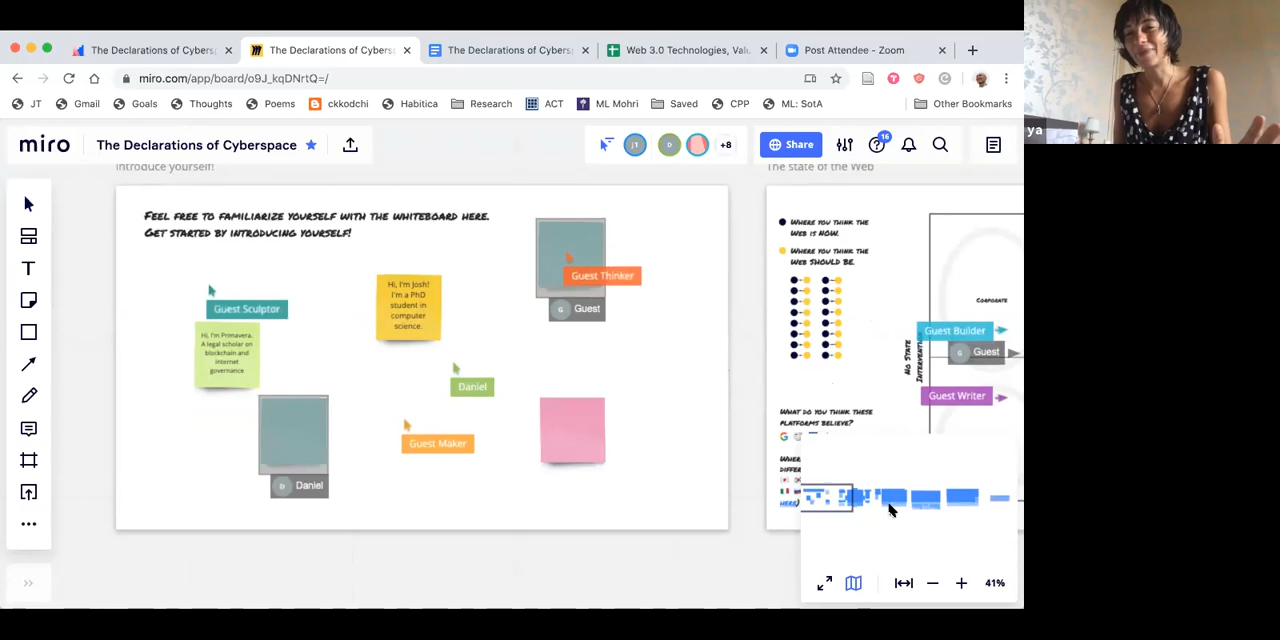 The Declarations of Cybers
The Declarations of Cybers
The Declarations of Cybers
Web 3.0 Technologies, Val
Post Attendee - Zoom
miro.com/app/board/o9J_kqDNrtQ=/
JT
Gmail
Goals
Thoughts
Poems
ckkodchi
Habitica
Research
ACT
ML Mohri
Saved
CPP
ML: SotA
Other Bookmarks
ya
miro
The Declarations of Cyberspace
JT
D
+8
Share
16
Introduce yourself!
The state of the Web
FEEL FREE TO FAMILIARIZE YOURSELF WITH THE WHITEBOARD HERE.
GET STARTED BY INTRODUCING YOURSELF!
Guest Sculptor
Hi, I'm Primavera.
A legal scholar on
blockchain and
internet
governance
Hi, I'm Josh!
I'm a PhD
student in
computer
science.
Guest Thinker
G Guest
Daniel
Guest Maker
D Daniel
WHERE YOU THINK THE
WEB IS NOW.
WHERE YOU THINK THE
WEB SHOULD BE.
CORPORATE
NO STATE
INTERVENTION
Guest Builder
G Guest
Guest Writer
WHAT DO YOU THINK THESE
PLATFORMS BELIEVE?
WHER
DIFFE
HERE)
41%